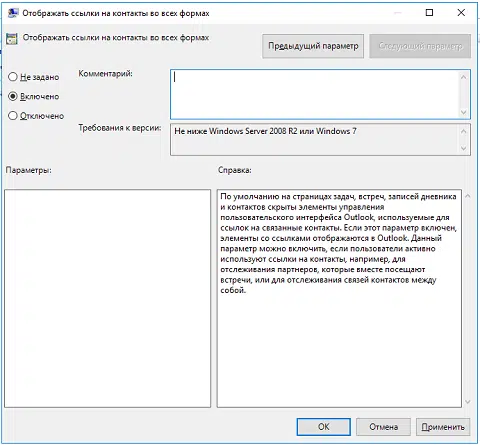 Отображать ссылки на контакты во всех формах
Отображать ссылки на контакты во всех формах
Предыдущий параметр
Следующий параметр
Не задано
Включено
Отключено
Комментарий:
Требования к версии:
Не ниже Windows Server 2008 R2 или Windows 7
Параметры:
Справка:
По умолчанию на страницах задач, встреч, записей дневника
и контактов скрыты элементы управления
пользовательского интерфейса Outlook, используемые для
ссылок на связанные контакты. Если этот параметр включен,
элементы со ссылками отображаются в Outlook. Данный
параметр можно включить, если пользователи активно
используют ссылки на контакты, например, для
отслеживания партнеров, которые вместе посещают
встречи, или для отслеживания связей контактов между
собой.
ОК
Отмена
Применить